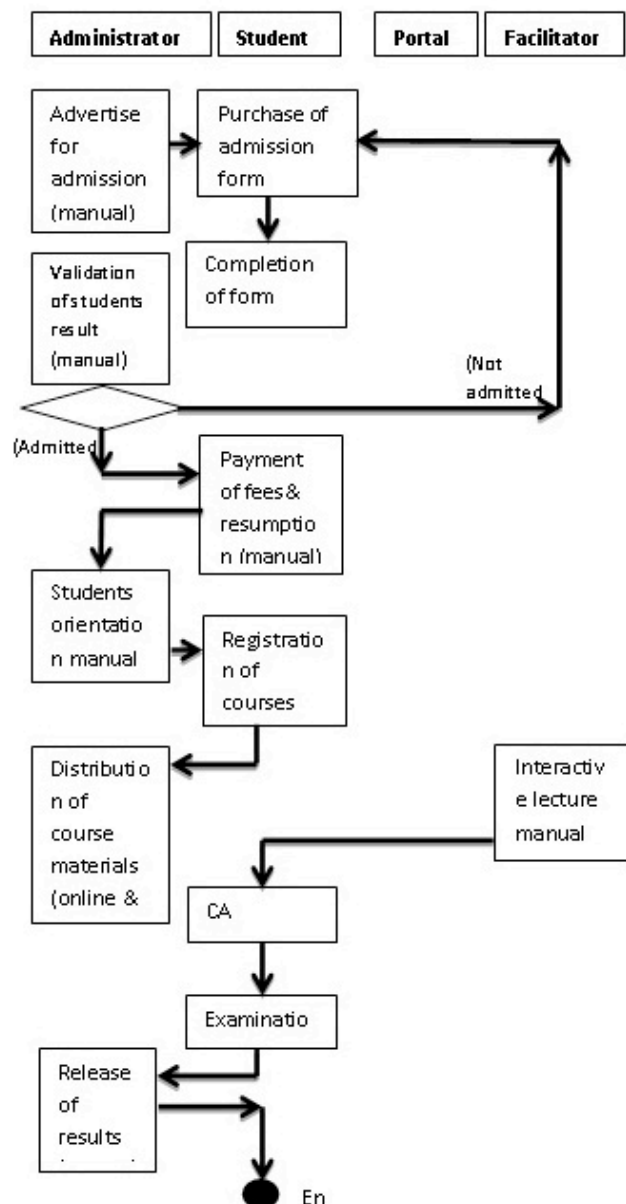 Administrator Student Portal Facilitator
Advertise
for
admission
(manual)
Purchase of
admission
form
Completion
of form
Validation
of students
result
(manual)
(Not
admitted
(Admitted
Payment
of fees &
resumptio
n (manual)
Students
orientatio
n manual
Registratio
n of
courses
Distributio
n of
course
materials
(online &
Interactiv
e lecture
manual
CA
Examinatio
Release
of
results
En